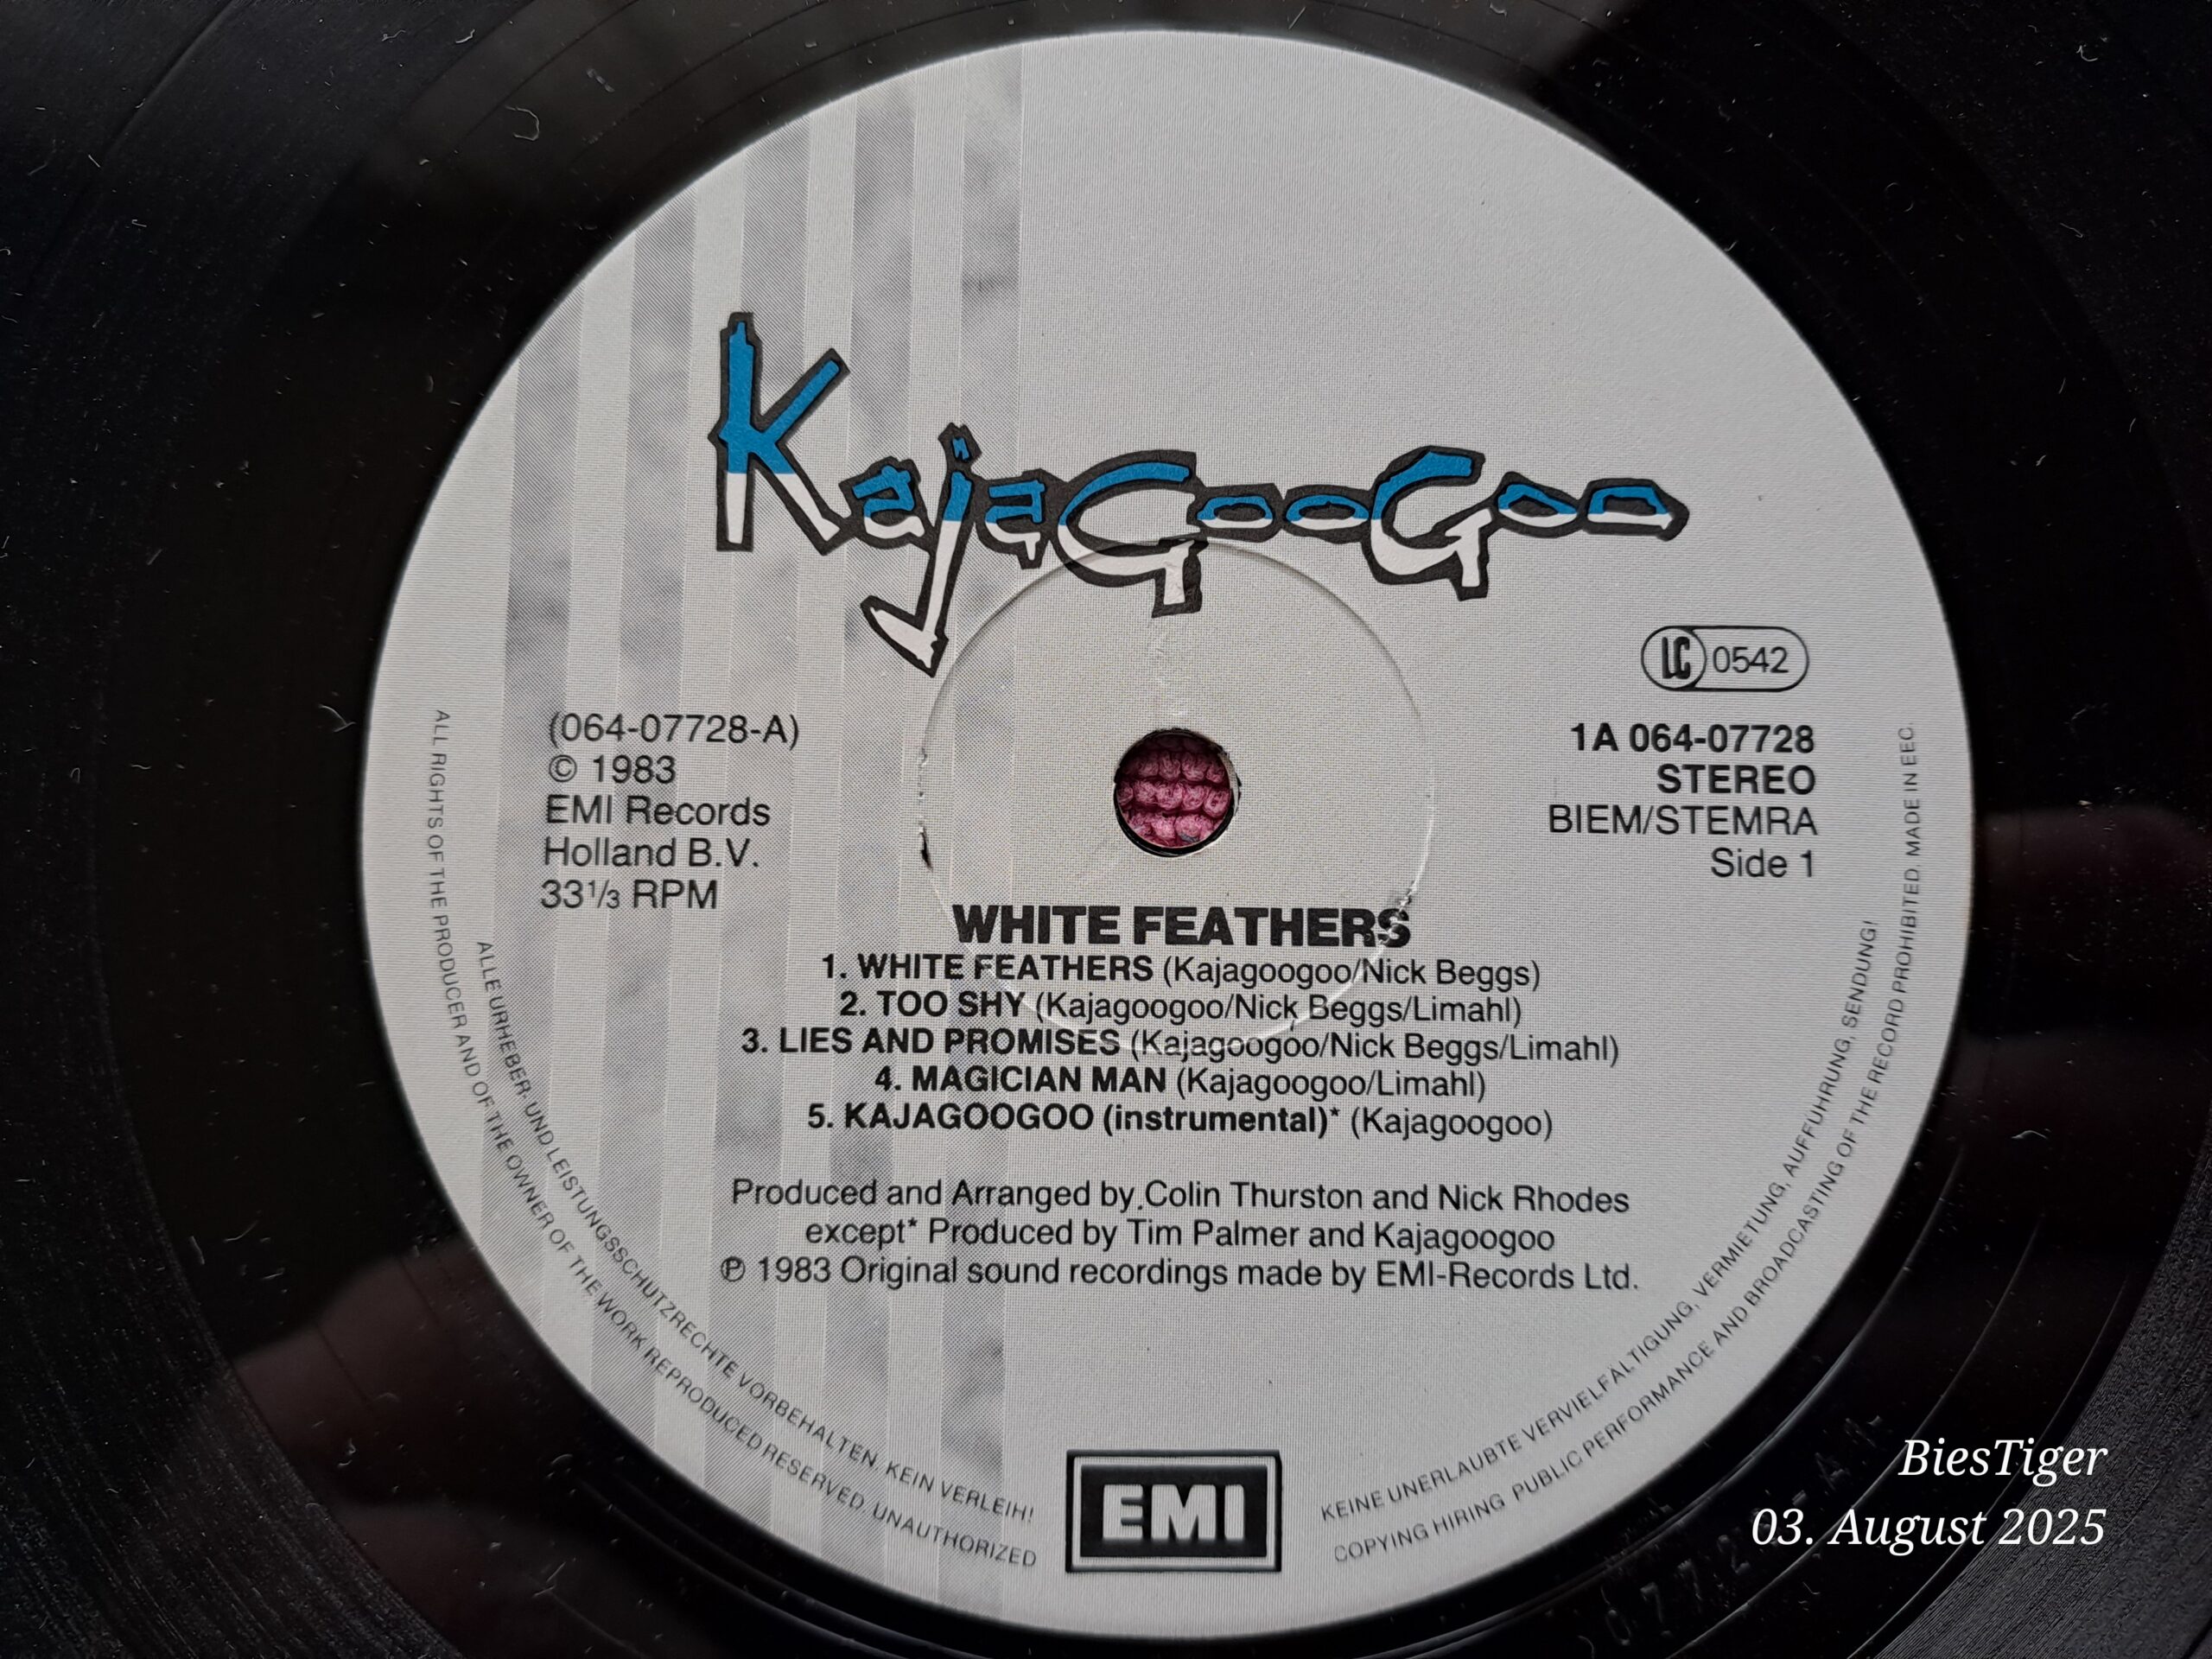 KajaGooGoo
LC 0542
(064-07728-A)
© 1983
EMI Records
Holland B.V.
33⅓ RPM
1A 064-07728
STEREO
BIEM/STEMRA
Side 1
WHITE FEATHERS
1. WHITE FEATHERS (Kajagoogoo/Nick Beggs)
2. TOO SHY (Kajagoogoo/Nick Beggs/Limahl)
3. LIES AND PROMISES (Kajagoogoo/Nick Beggs/Limahl)
4. MAGICIAN MAN (Kajagoogoo/Limahl)
5. KAJAGOOGOO (instrumental)* (Kajagoogoo)
Produced and Arranged by Colin Thurston and Nick Rhodes
except* Produced by Tim Palmer and Kajagoogoo
℗ 1983 Original sound recordings made by EMI-Records Ltd.
ALLE URHEBER- UND LEISTUNGSSCHUTZRECHTE VORBEHALTEN. KEIN VERLEIH!
KEINE UNERLAUBTE VERVIELFÄLTIGUNG, VERMIETUNG, AUFFÜHRUNG, SENDUNG!
ALL RIGHTS OF THE PRODUCER AND OF THE OWNER OF THE WORK REPRODUCED RESERVED. UNAUTHORIZED
COPYING HIRING PUBLIC PERFORMANCE AND BROADCASTING OF THE RECORD PROHIBITED. MADE IN EEC.
EMI
BiesTiger
03. August 2025